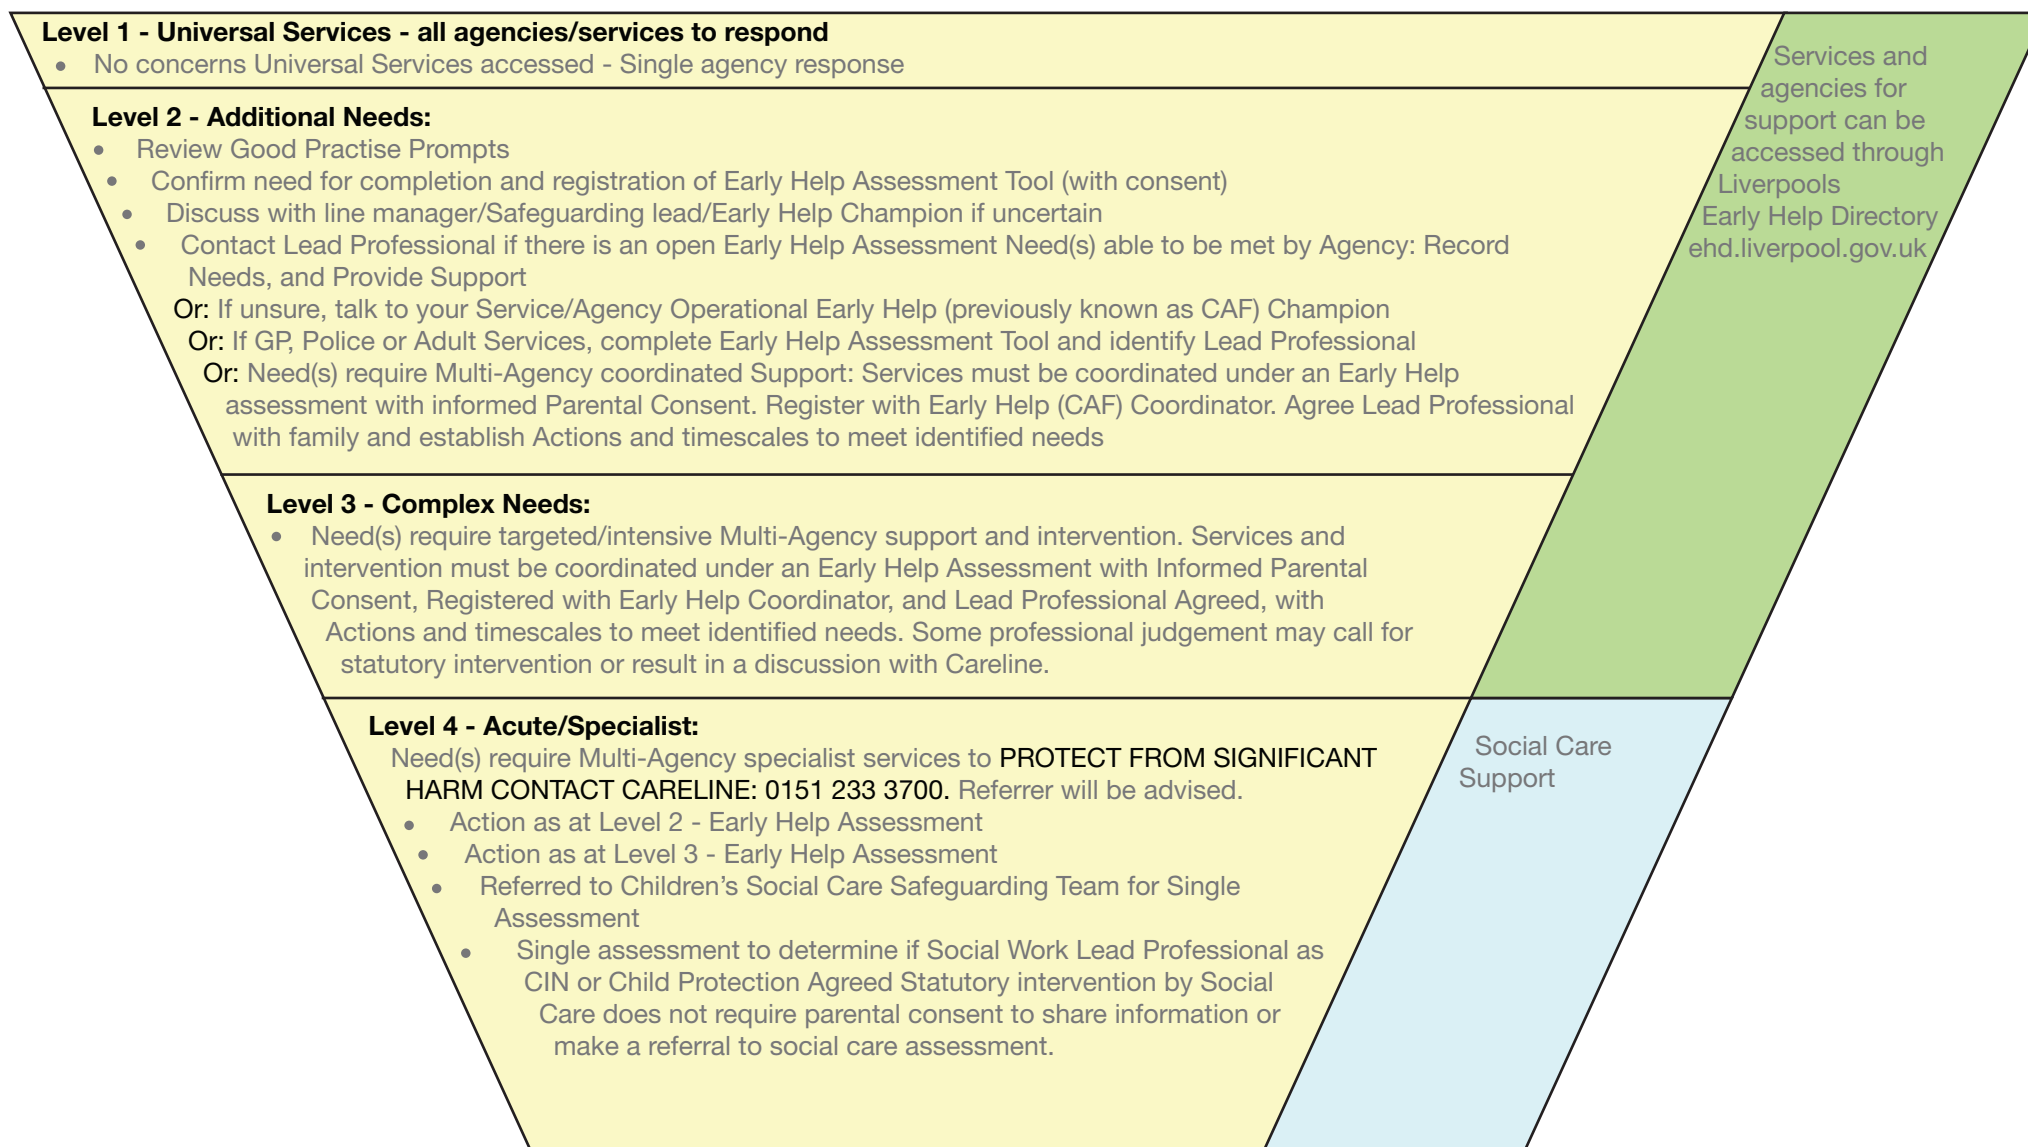 Level 1 - Universal Services - all agencies/services to respond
• No concerns Universal Services accessed - Single agency response
Level 2 - Additional Needs:
• Review Good Practise Prompts
• Confirm need for completion and registration of Early Help Assessment Tool (with consent)
• Discuss with line manager/Safeguarding lead/Early Help Champion if uncertain
• Contact Lead Professional if there is an open Early Help Assessment Need(s) able to be met by Agency: Record
Needs, and Provide Support
Or: If unsure, talk to your Service/Agency Operational Early Help (previously known as CAF) Champion
Or: If GP, Police or Adult Services, complete Early Help Assessment Tool and identify Lead Professional
Or: Need(s) require Multi-Agency coordinated Support: Services must be coordinated under an Early Help
assessment with informed Parental Consent. Register with Early Help (CAF) Coordinator. Agree Lead Professional
with family and establish Actions and timescales to meet identified needs
Level 3 - Complex Needs:
• Need(s) require targeted/intensive Multi-Agency support and intervention. Services and
intervention must be coordinated under an Early Help Assessment with Informed Parental
Consent, Registered with Early Help Coordinator, and Lead Professional Agreed, with
Actions and timescales to meet identified needs. Some professional judgement may call for
statutory intervention or result in a discussion with Careline.
Level 4 - Acute/Specialist:
Need(s) require Multi-Agency specialist services to PROTECT FROM SIGNIFICANT
HARM CONTACT CARELINE: 0151 233 3700. Referrer will be advised.
• Action as at Level 2 - Early Help Assessment
• Action as at Level 3 - Early Help Assessment
• Referred to Children’s Social Care Safeguarding Team for Single
Assessment
• Single assessment to determine if Social Work Lead Professional as
CIN or Child Protection Agreed Statutory intervention by Social
Care does not require parental consent to share information or
make a referral to social care assessment.
Services and
agencies for
support can be
accessed through
Liverpools
Early Help Directory
ehd.liverpool.gov.uk
Social Care
Support